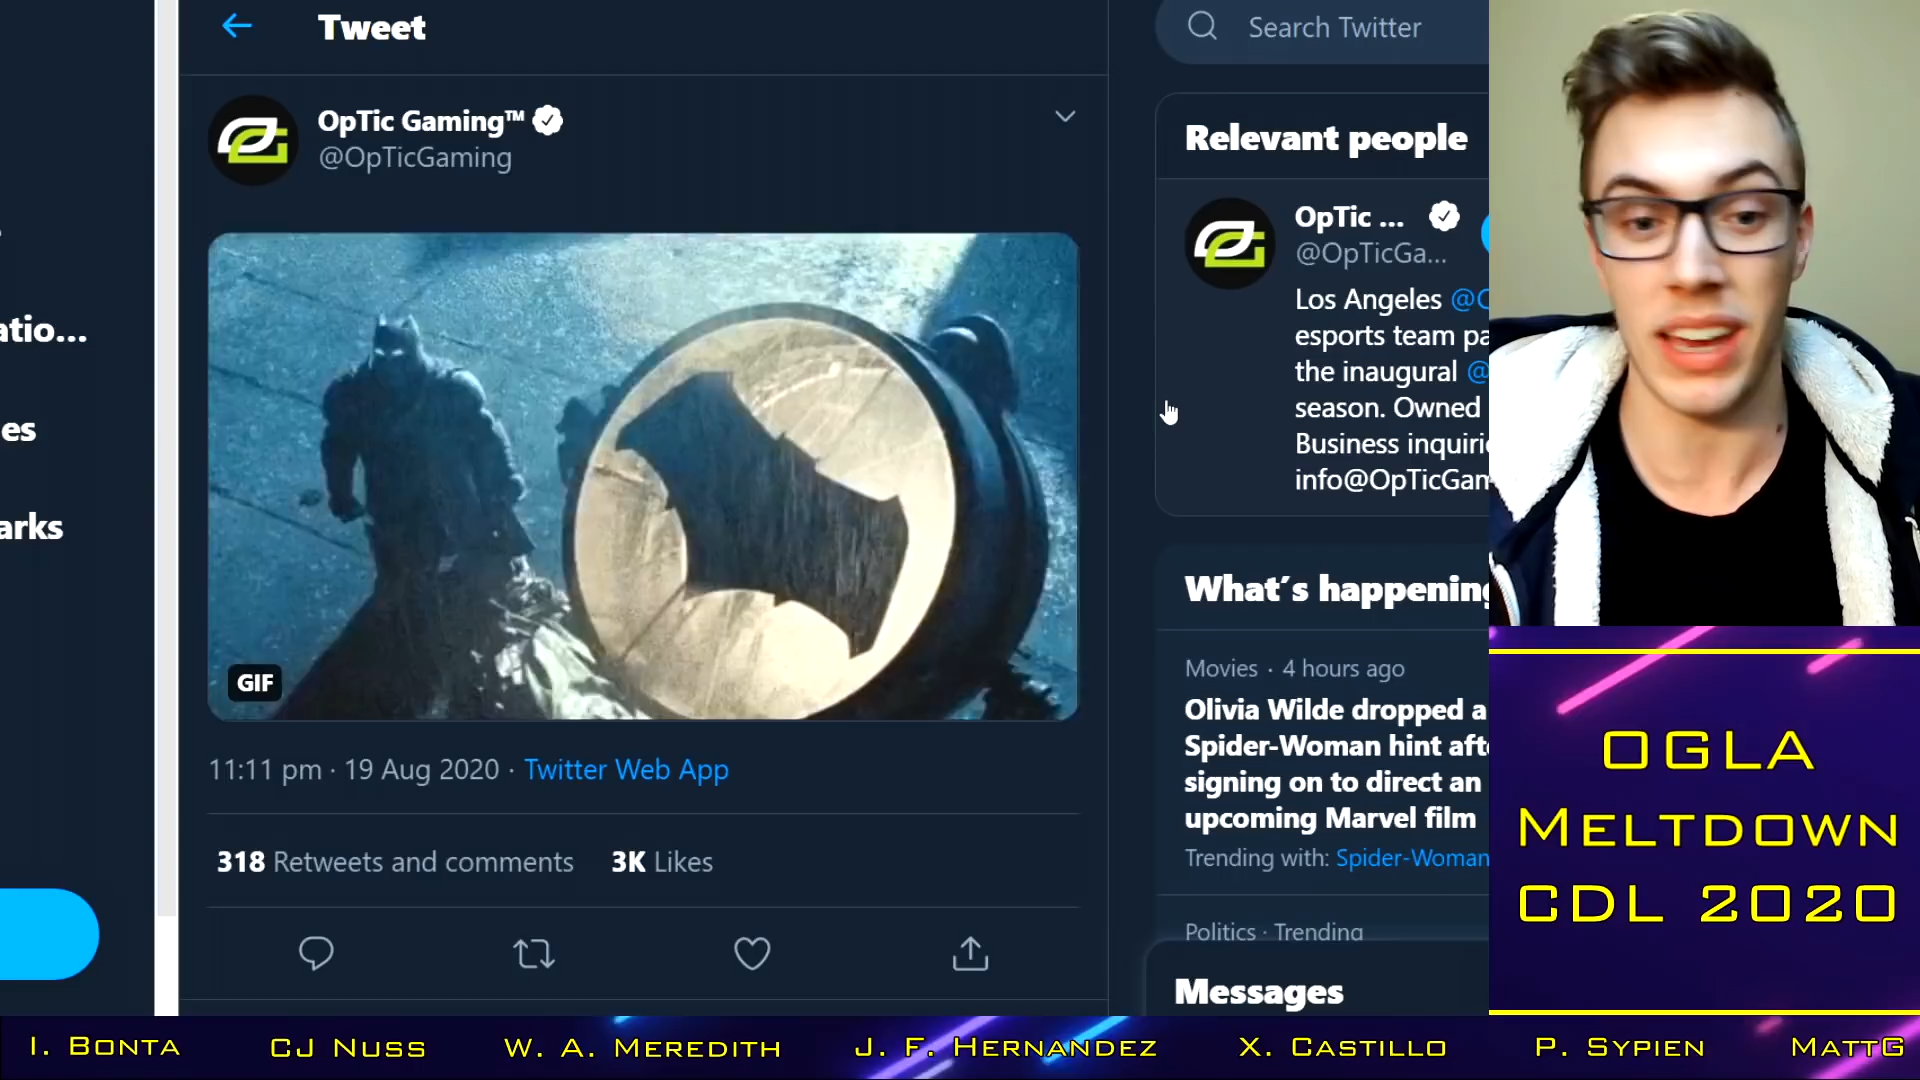 Tweet
OpTic Gaming™
@OpTicGaming
GIF
11:11 pm · 19 Aug 2020 · Twitter Web App
318 Retweets and comments 3K Likes
atio...
es
arks
Search Twitter
Relevant people
OpTic ...
@OpTicGa...
Los Angeles @
esports team pa
the inaugural @
season. Owned
Business inquiri
info@OpTicGam
What's happening
Movies · 4 hours ago
Olivia Wilde dropped a
Spider-Woman hint afte
signing on to direct an
upcoming Marvel film
Trending with: Spider-Woman
Politics · Trending
Messages
OGLA
MELTDOWN
CDL 2020
I. BONTA CJ NUSS W. A. MEREDITH J. F. HERNANDEZ X. CASTILLO P. SYPIEN MATTG